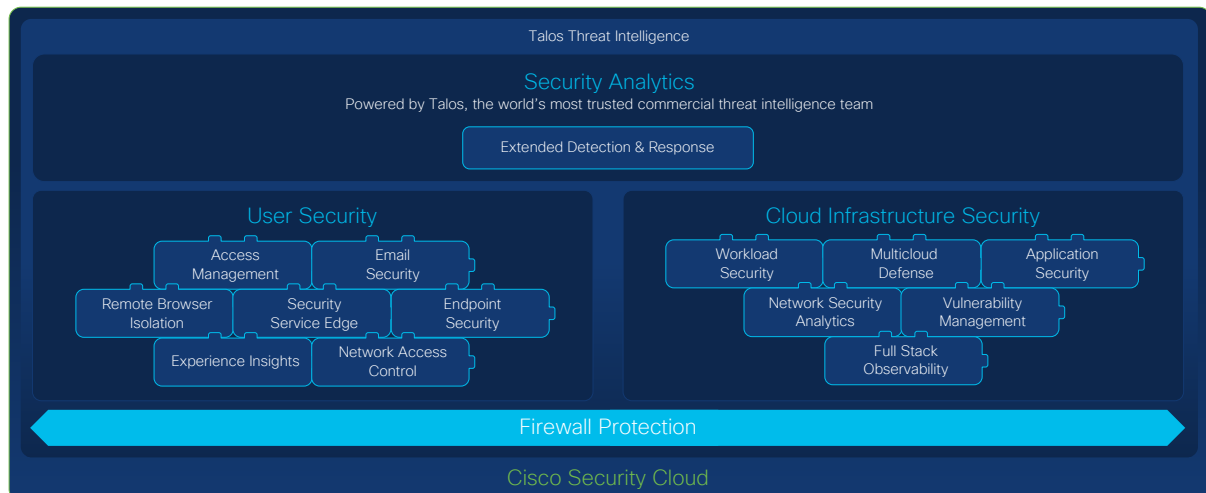 Talos Threat Intelligence
Security Analytics
Powered by Talos, the world's most trusted commercial threat intelligence team
Extended Detection & Response
User Security
Access
Management
Email
Security
Remote Browser
Isolation
Security
Service Edge
Endpoint
Security
Experience Insights
Network Access
Control
Cloud Infrastructure Security
Workload
Security
Multicloud
Defense
Application
Security
Network Security
Analytics
Vulnerability
Management
Full Stack
Observability
Firewall Protection
Cisco Security Cloud